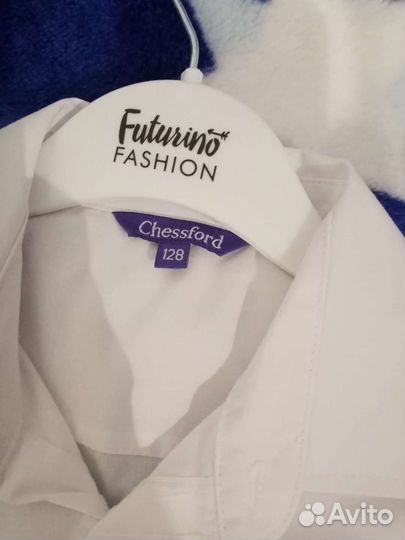 Futurino
FASHION
Chessford
128
Avito